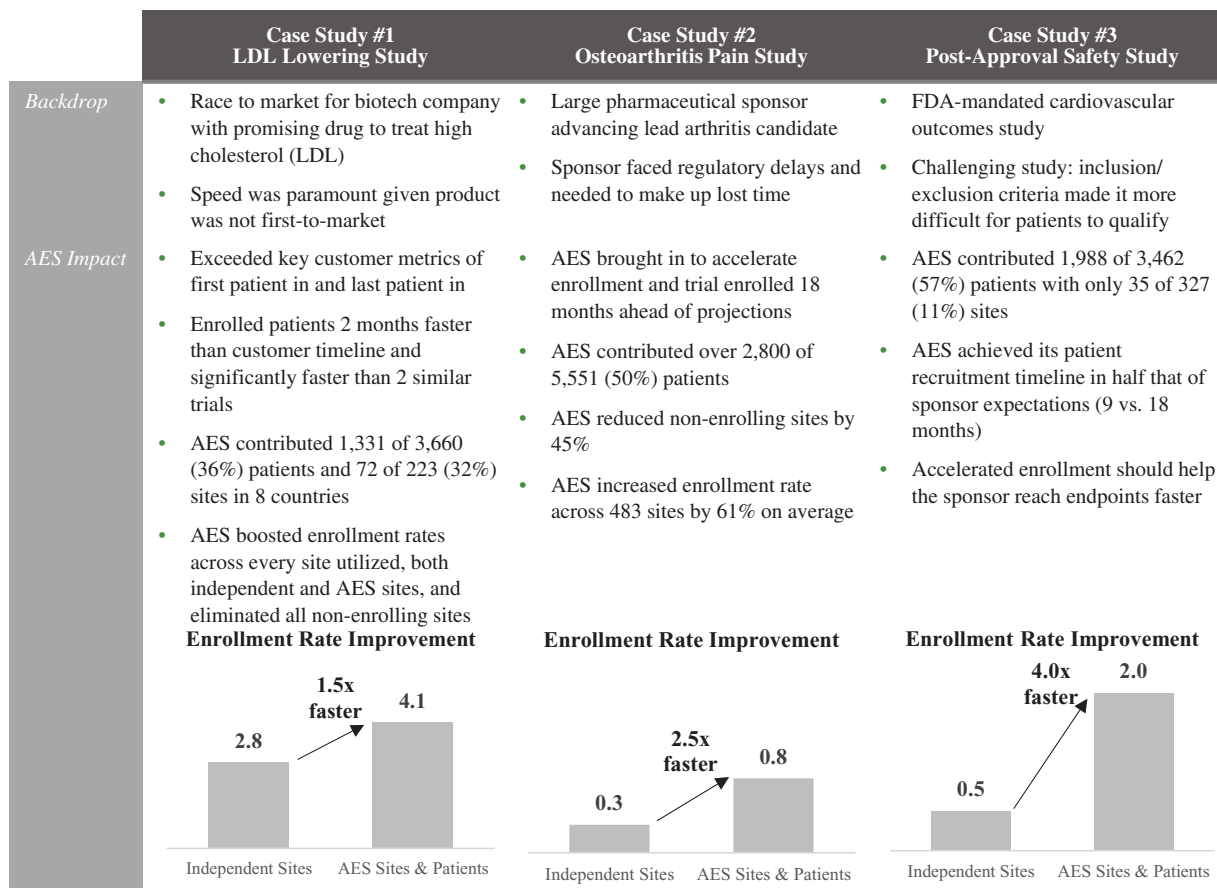 Case Study #1
LDL Lowering Study
Case Study #2
Osteoarthritis Pain Study
Case Study #3
Post-Approval Safety Study
Backdrop
• Race to market for biotech company
with promising drug to treat high
cholesterol (LDL)
• Speed was paramount given product
was not first-to-market
• Large pharmaceutical sponsor
advancing lead arthritis candidate
• Sponsor faced regulatory delays and
needed to make up lost time
• FDA-mandated cardiovascular
outcomes study
• Challenging study: inclusion/
exclusion criteria made it more
difficult for patients to qualify
AES Impact
• Exceeded key customer metrics of
first patient in and last patient in
• Enrolled patients 2 months faster
than customer timeline and
significantly faster than 2 similar
trials
• AES contributed 1,331 of 3,660
(36%) patients and 72 of 223 (32%)
sites in 8 countries
• AES boosted enrollment rates
across every site utilized, both
independent and AES sites, and
eliminated all non-enrolling sites
• AES brought in to accelerate
enrollment and trial enrolled 18
months ahead of projections
• AES contributed over 2,800 of
5,551 (50%) patients
• AES reduced non-enrolling sites by
45%
• AES increased enrollment rate
across 483 sites by 61% on average
• AES contributed 1,988 of 3,462
(57%) patients with only 35 of 327
(11%) sites
• AES achieved its patient
recruitment timeline in half that of
sponsor expectations (9 vs. 18
months)
• Accelerated enrollment should help
the sponsor reach endpoints faster
Enrollment Rate Improvement
1.5x
faster
2.8
4.1
Independent Sites
AES Sites & Patients
Enrollment Rate Improvement
2.5x
faster
0.3
0.8
Independent Sites
AES Sites & Patients
Enrollment Rate Improvement
4.0x
faster
0.5
2.0
Independent Sites
AES Sites & Patients